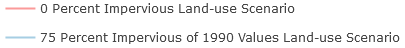 0 Percent Impervious Land-use Scenario
75 Percent Impervious of 1990 Values Land-use Scenario